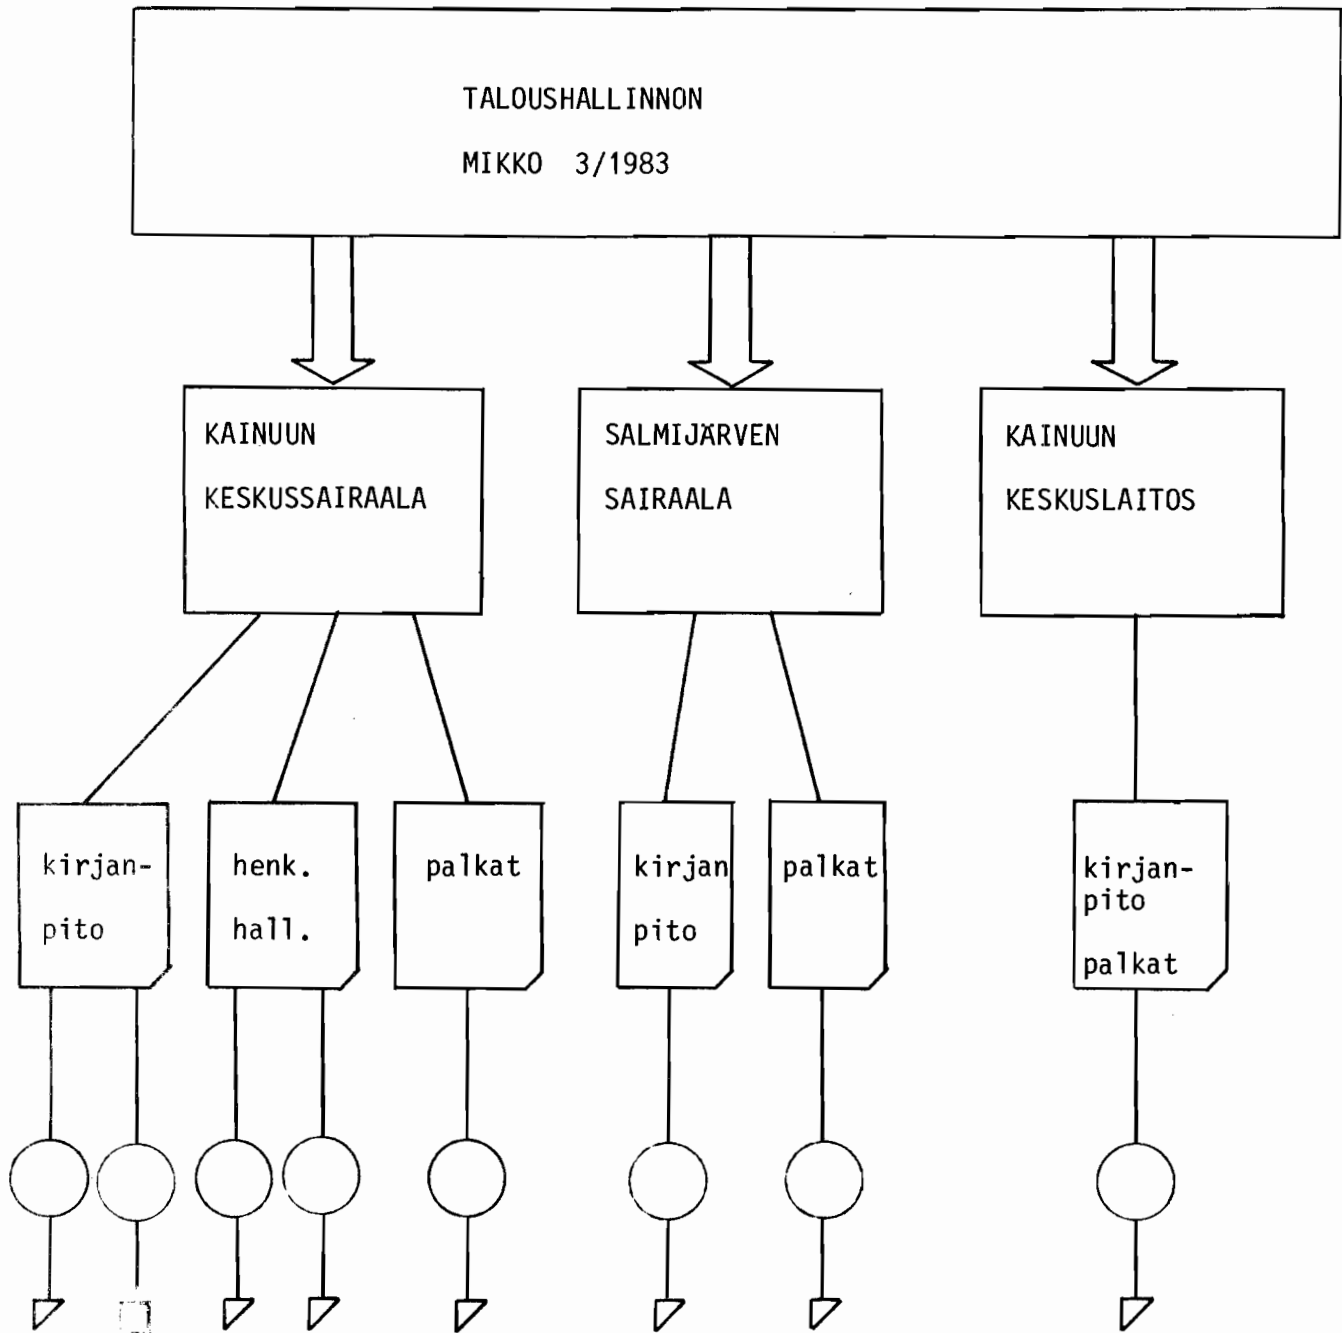 TALOUSHALLINNON
MIKKO 3/1983
KAINUUN
KESKUSSAIRAALA
SALMIJÄRVEN
SAIRAALA
KAINUUN
KESKUSLAITOS
kirjan-
pito
henk.
hall.
palkat
kirjan
pito
palkat
kirjan-
pito
palkat